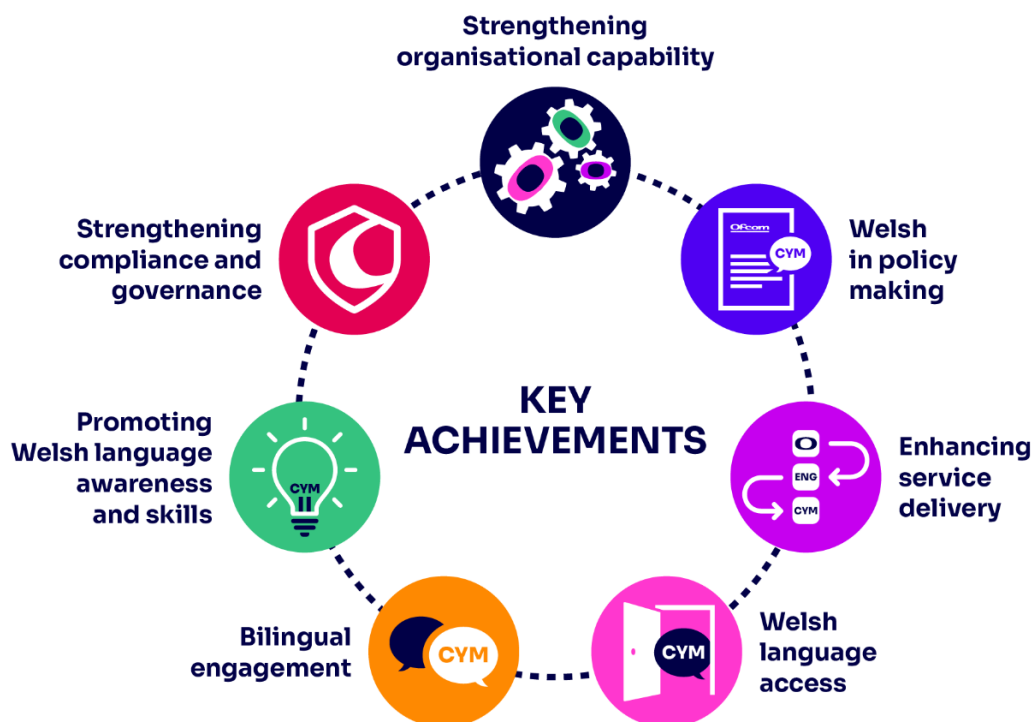 Strengthening
organisational capability
Ofcom
CYM
Welsh
in policy
making
ENG
CYM
Enhancing
service
delivery
CYM
Welsh
language
access
CYM
Bilingual
engagement
CYM
Promoting
Welsh language
awareness
and skills
Strengthening
compliance and
governance
KEY
ACHIEVEMENTS